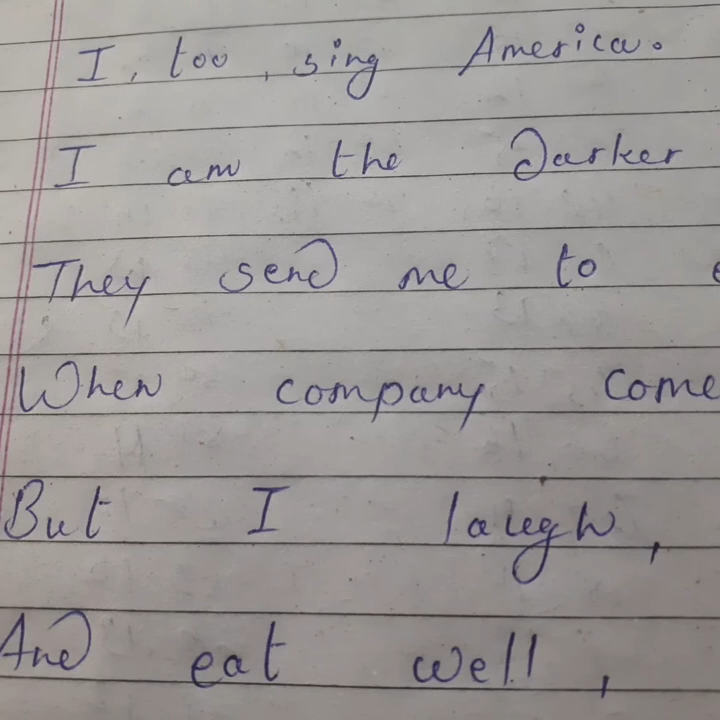 I, too, sing America.
I am the Darker
They send me to
When company come
But I laugh,
And eat well,